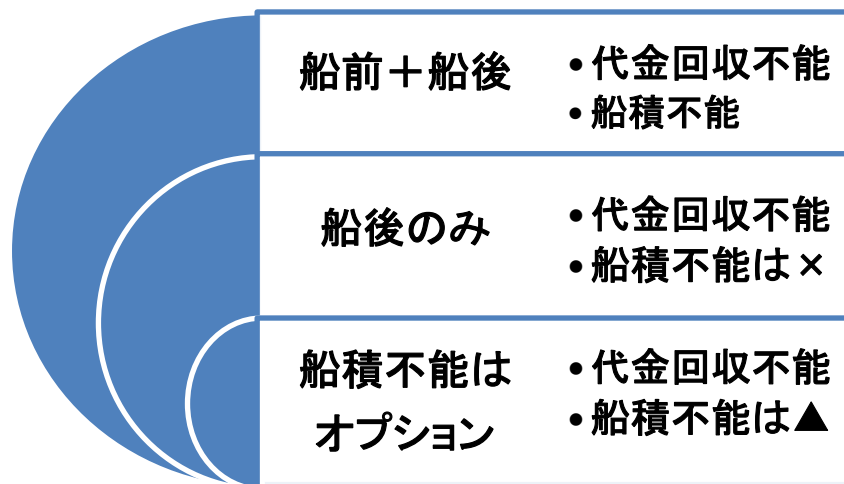 船前＋船後
•代金回収不能
•船積不能
船後のみ
•代金回収不能
•船積不能は×
船積不能は
オプション
•代金回収不能
•船積不能は▲